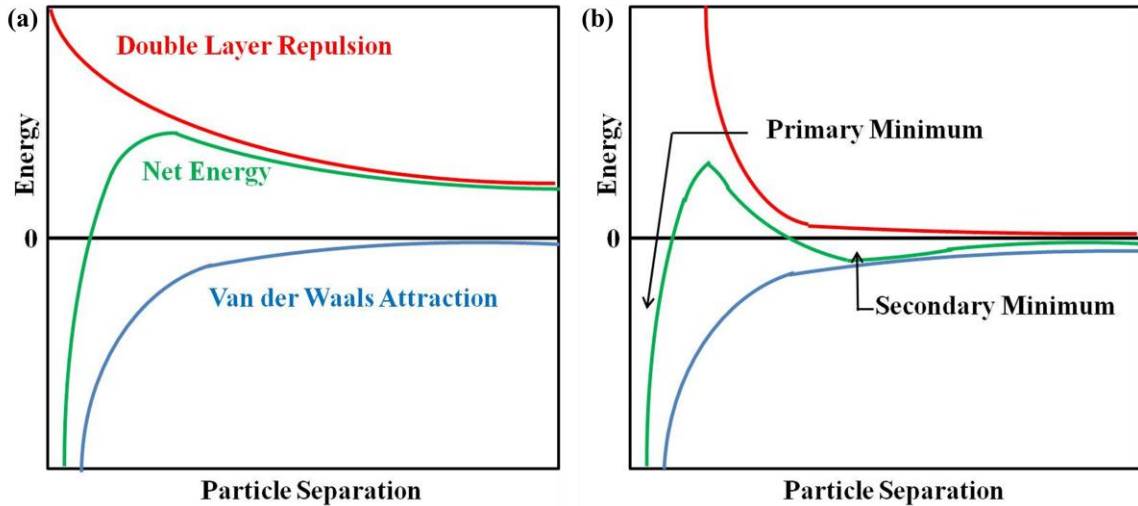 (a)
Double Layer Repulsion
Net Energy
Energy
0
Van der Waals Attraction
Particle Separation
(b)
Primary Minimum
Energy
0
Secondary Minimum
Particle Separation